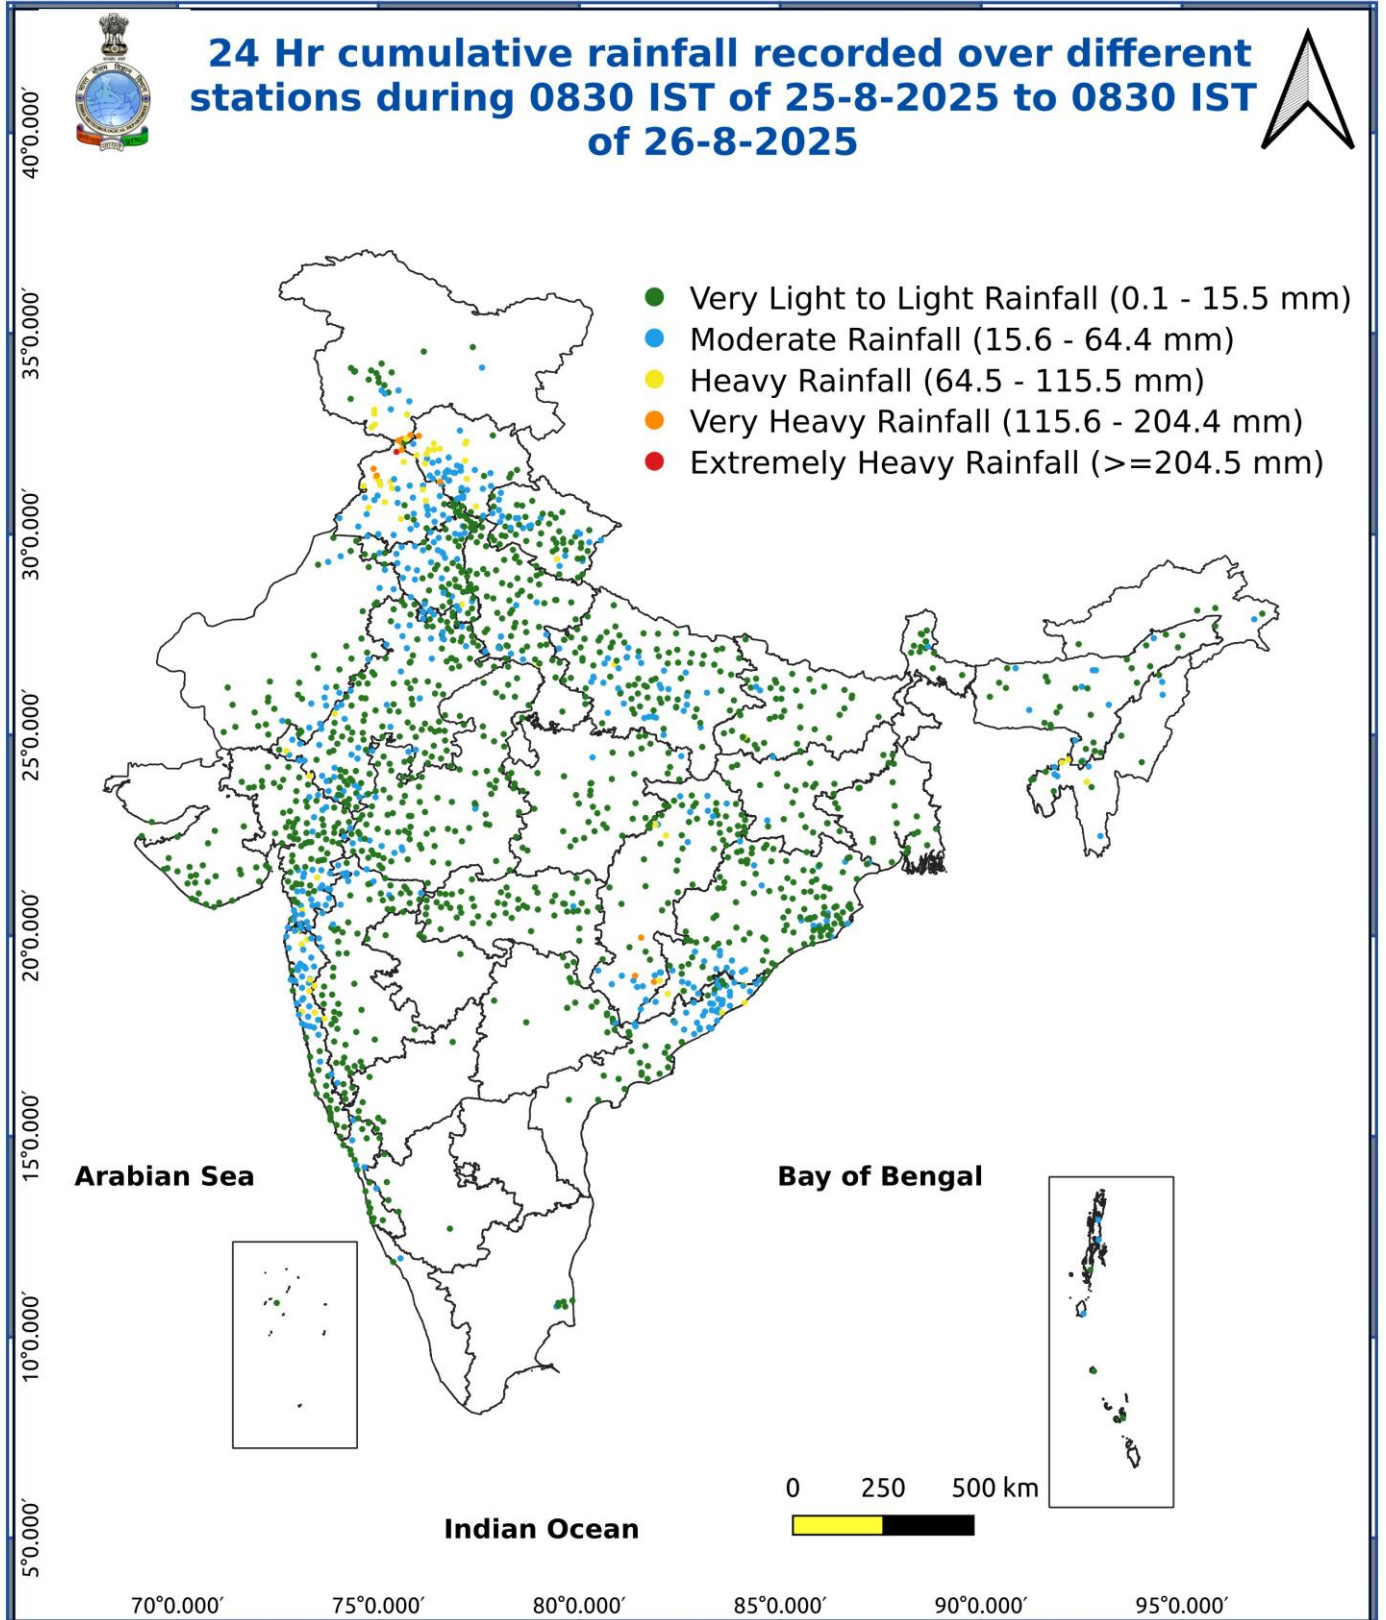 24 Hr cumulative rainfall recorded over different
stations during 0830 IST of 25-8-2025 to 0830 IST
of 26-8-2025
Very Light to Light Rainfall (0.1 - 15.5 mm)
Moderate Rainfall (15.6 - 64.4 mm)
Heavy Rainfall (64.5 - 115.5 mm)
Very Heavy Rainfall (115.6 - 204.4 mm)
Extremely Heavy Rainfall (>=204.5 mm)
40°0.000′
35°0.000′
30°0.000′
25°0.000′
20°0.000′
15°0.000′
10°0.000′
5°0.000′
Arabian Sea
Bay of Bengal
Indian Ocean
0 250 500 km
70°0.000′ 75°0.000′ 80°0.000′ 85°0.000′ 90°0.000′ 95°0.000′